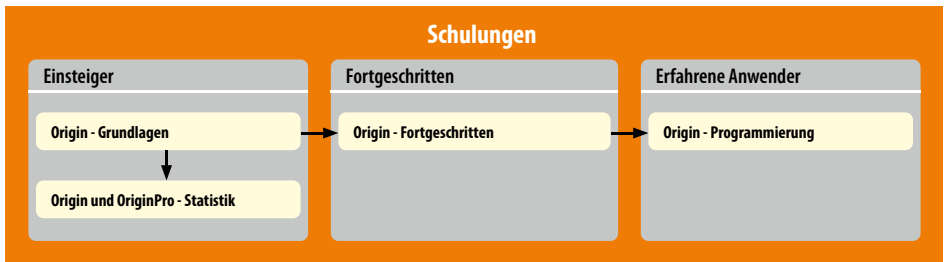 Schulungen
Einsteiger
Origin - Grundlagen
Origin und OriginPro - Statistik
Fortgeschritten
Origin - Fortgeschritten
Erfahrene Anwender
Origin - Programmierung